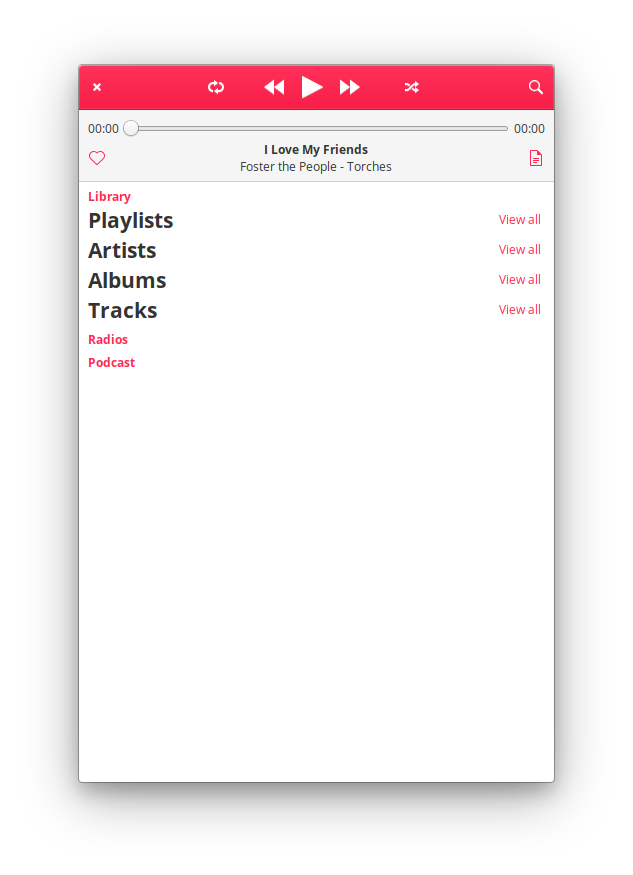 00:00 00:00
I Love My Friends
Foster the People - Torches
Library
Playlists View all
Artists View all
Albums View all
Tracks View all
Radios
Podcast